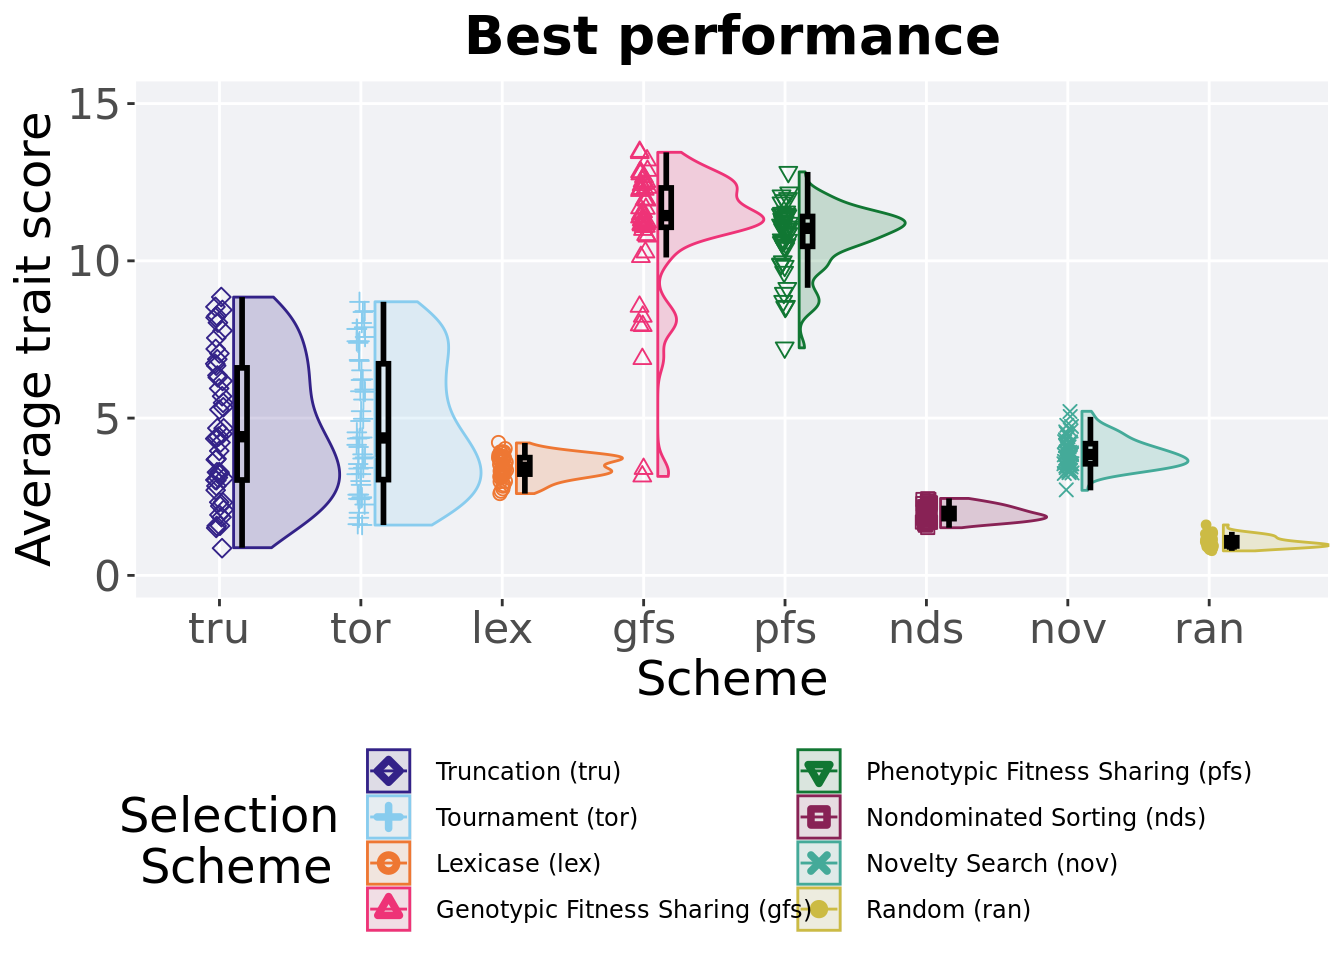 Best performance
Average trait score
15
10
5
0
tru tor lex gfs pfs nds nov ran
Scheme
Selection
Scheme
Truncation (tru)
Tournament (tor)
Lexicase (lex)
Genotypic Fitness Sharing (gfs)
Phenotypic Fitness Sharing (pfs)
Nondominated Sorting (nds)
Novelty Search (nov)
Random (ran)